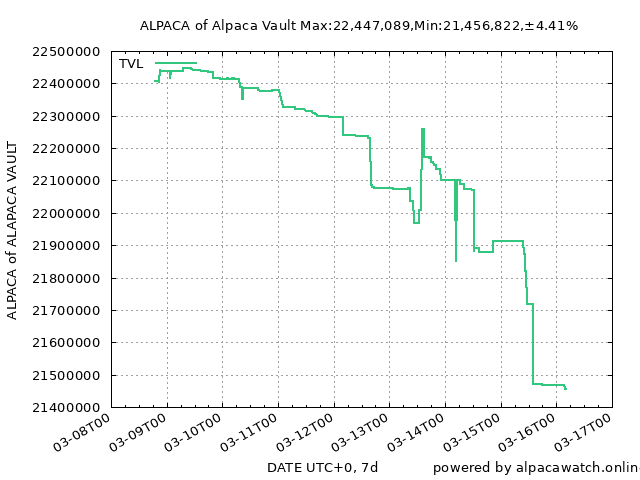 ALPACA of Alpaca Vault Max:22,447,089,Min:21,456,822,±4.41%
TVL
22500000
22400000
22300000
22200000
22100000
22000000
21900000
21800000
21700000
21600000
21500000
21400000
ALPACA of ALAPACA VAULT
03-08T00
03-09T00
03-10T00
03-11T00
03-12T00
03-13T00
03-14T00
03-15T00
03-16T00
03-17T00
DATE UTC+0, 7d
powered by alpacawatch.onlin